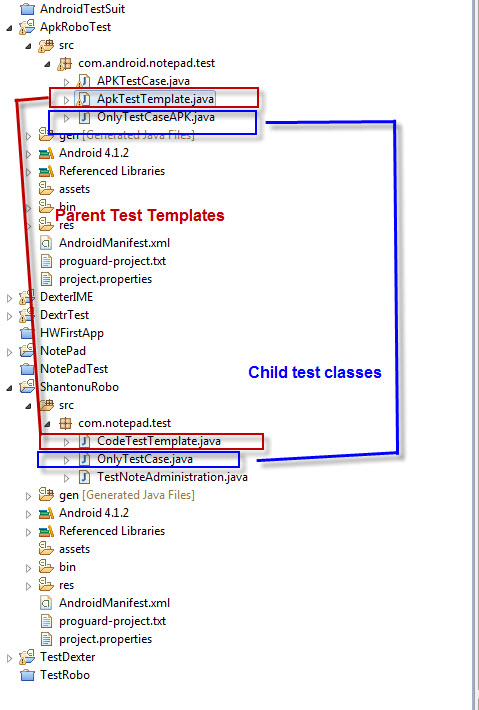 AndroidTestSuit
ApkRoboTest
src
com.android.notepad.test
APKTestCase.java
ApkTestTemplate.java
OnlyTestCaseAPK.java
gen [Generated Java Files]
Android 4.1.2
Referenced Libraries
assets
bin
Parent Test Templates
res
AndroidManifest.xml
proguard-project.txt
project.properties
DexterIME
DextrTest
HWFirstApp
NotePad
NotePadTest
Child test classes
ShantonuRobo
src
com.notepad.test
CodeTestTemplate.java
OnlyTestCase.java
TestNoteAdministration.java
gen [Generated Java Files]
Android 4.1.2
Referenced Libraries
assets
bin
res
AndroidManifest.xml
proguard-project.txt
project.properties
TestDexter
TestRobo